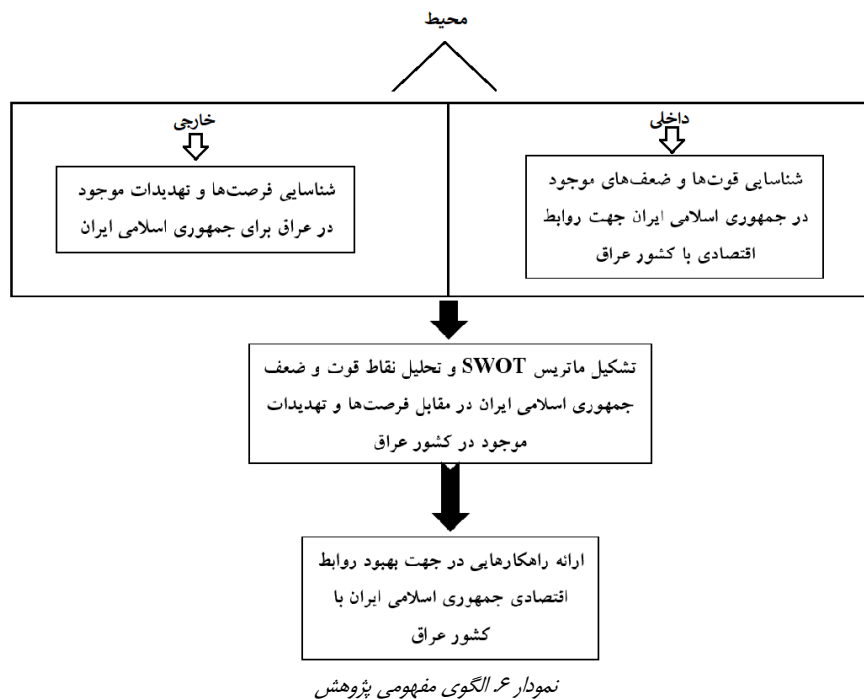 محیط
داخلی
شناسایی قوت‌ها و ضعف‌های موجود
در جمهوری اسلامی ایران جهت روابط
اقتصادی با کشور عراق
خارجی
شناسایی فرصت‌ها و تهدیدات موجود
در عراق برای جمهوری اسلامی ایران
تشکیل ماتریس SWOT و تحلیل نقاط قوت و ضعف
جمهوری اسلامی ایران در مقابل فرصت‌ها و تهدیدات
موجود در کشور عراق
ارائه راهکارهایی در جهت بهبود روابط
اقتصادی جمهوری اسلامی ایران با
کشور عراق
نمودار ۶. الگوی مفهومی پژوهش